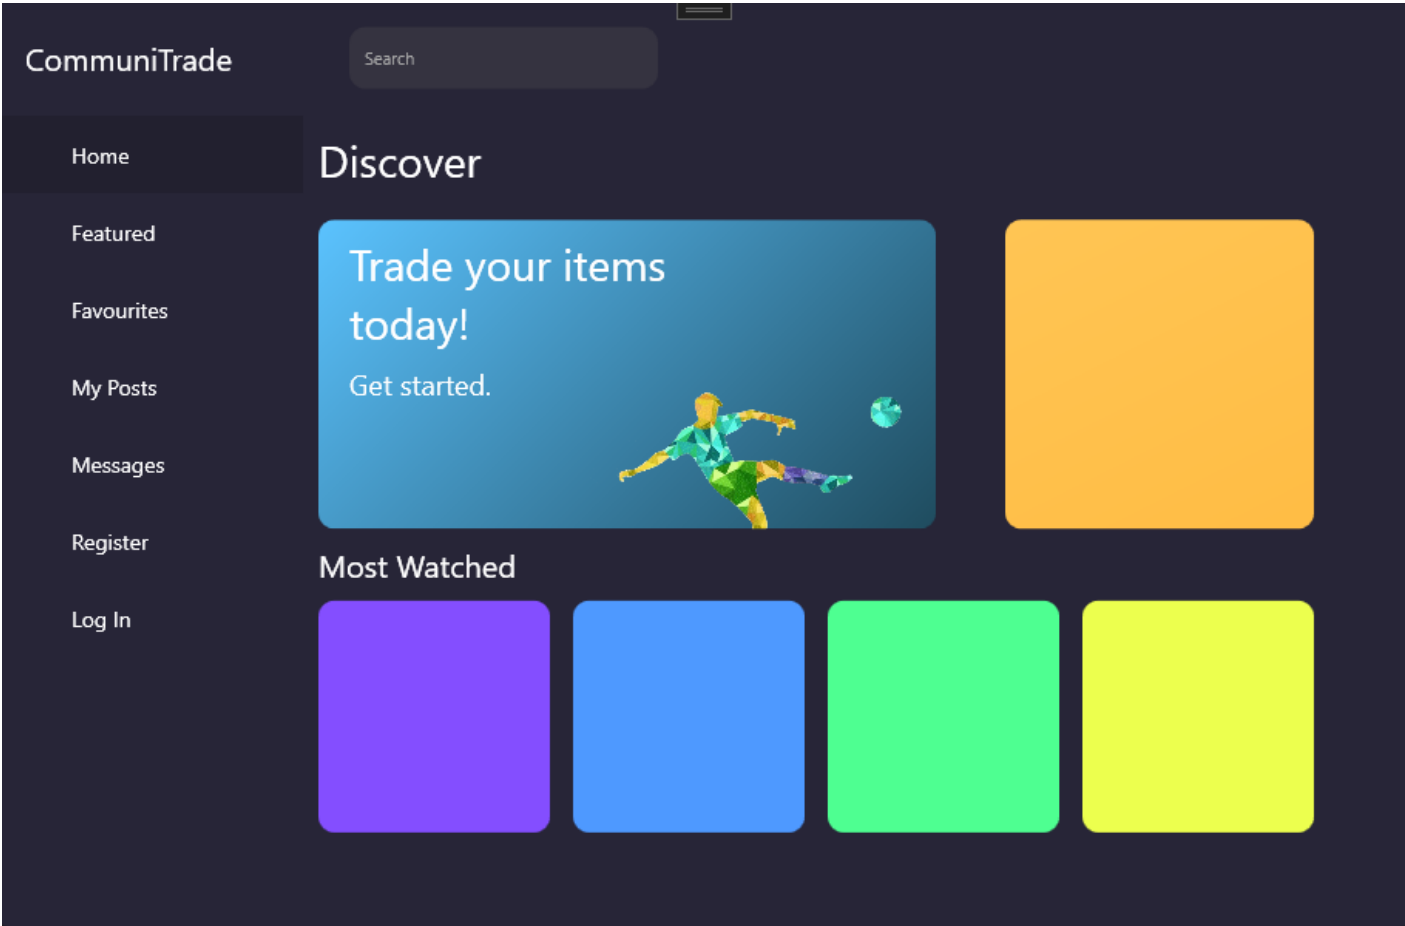 CommuniTrade
Search
Home
Featured
Favourites
My Posts
Messages
Register
Log In
Discover
Trade your items
today!
Get started.
Most Watched